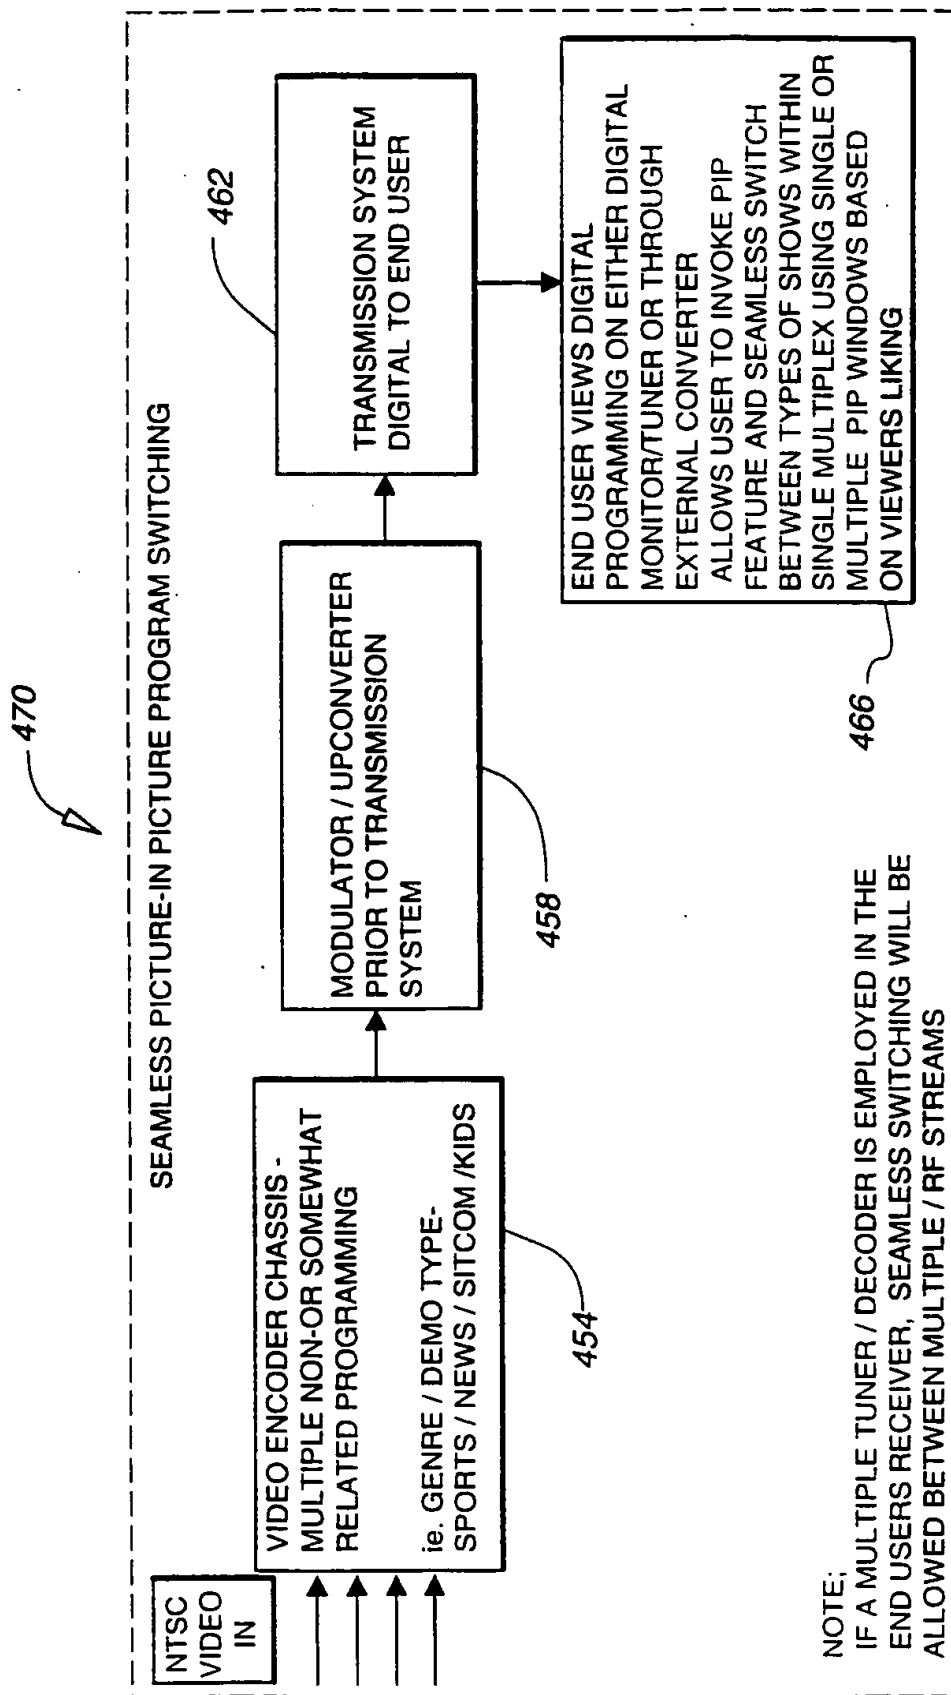 470
SEAMLESS PICTURE-IN PICTURE PROGRAM SWITCHING
NTSC
VIDEO
IN
VIDEO ENCODER CHASSIS -
MULTIPLE NON-OR SOMEWHAT
RELATED PROGRAMMING
ie. GENRE / DEMO TYPE-
SPORTS / NEWS / SITCOM /KIDS
454
MODULATOR / UPCONVERTER
PRIOR TO TRANSMISSION
SYSTEM
458
462
TRANSMISSION SYSTEM
DIGITAL TO END USER
END USER VIEWS DIGITAL
PROGRAMMING ON EITHER DIGITAL
MONITOR/TUNER OR THROUGH
EXTERNAL CONVERTER
ALLOWS USER TO INVOKE PIP
FEATURE AND SEAMLESS SWITCH
BETWEEN TYPES OF SHOWS WITHIN
SINGLE MULTIPLEX USING SINGLE OR
MULTIPLE PIP WINDOWS BASED
ON VIEWERS LIKING
466
NOTE;
IF A MULTIPLE TUNER / DECODER IS EMPLOYED IN THE
END USERS RECEIVER, SEAMLESS SWITCHING WILL BE
ALLOWED BETWEEN MULTIPLE / RF STREAMS